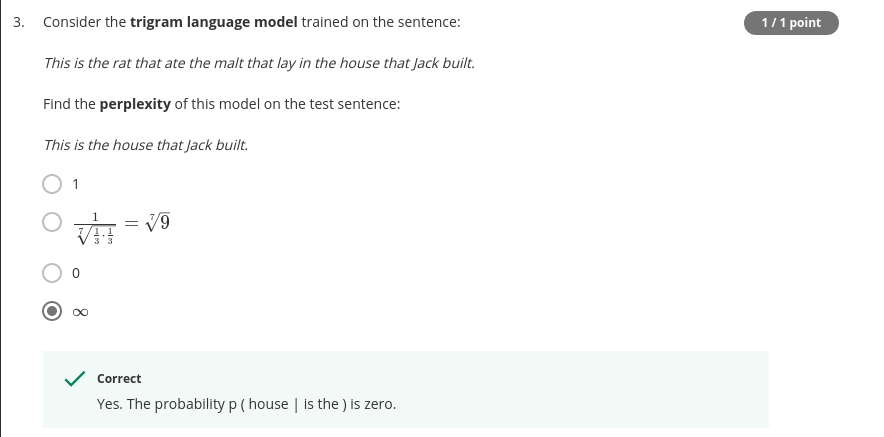 3. Consider the trigram language model trained on the sentence:
1 / 1 point
This is the rat that ate the malt that lay in the house that Jack built.
Find the perplexity of this model on the test sentence:
This is the house that Jack built.
1
\frac{1}{\sqrt[7]{\frac{1}{3} \cdot \frac{1}{3}}} = \sqrt[7]{9}
0
∞
Correct
Yes. The probability p ( house | is the ) is zero.